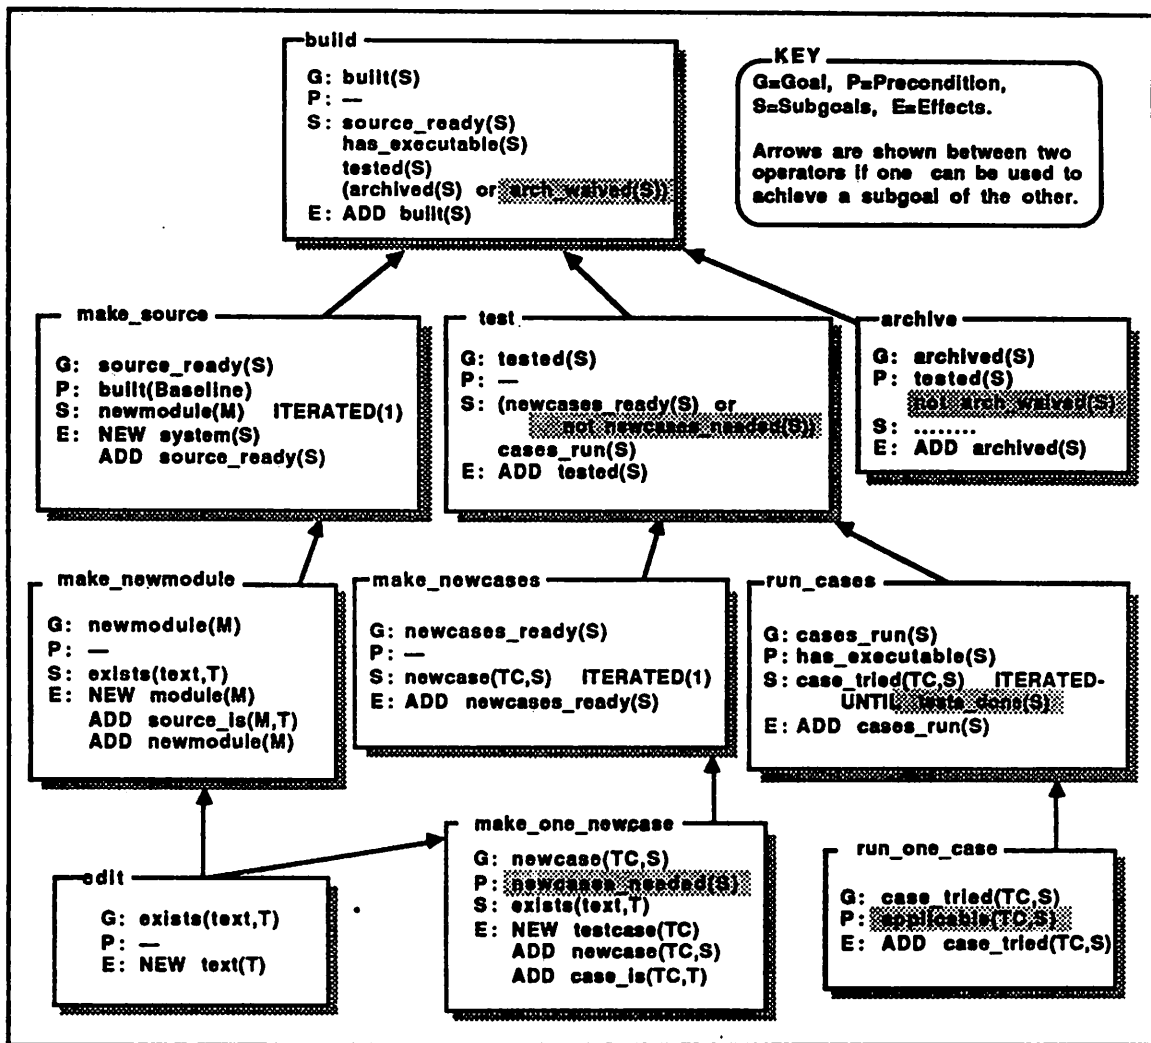 build
G: built(S)
P: —
S: source_ready(S)
has_executable(S)
tested(S)
(archived(S) or arch_waived(S))
E: ADD built(S)
KEY
G=Goal, P=Precondition,
S=Subgoals, E=Effects.
Arrows are shown between two
operators if one can be used to
achieve a subgoal of the other.
make_source
G: source_ready(S)
P: built(Baseline)
S: newmodule(M) ITERATED(1)
E: NEW system(S)
ADD source_ready(S)
test
G: tested(S)
P: —
S: (newcases_ready(S) or
not newcases_needed(S))
cases_run(S)
E: ADD tested(S)
archive
G: archived(S)
P: tested(S)
not arch_waived(S)
S: ........
E: ADD archived(S)
make_newmodule
G: newmodule(M)
P: —
S: exists(text,T)
E: NEW module(M)
ADD source_is(M,T)
ADD newmodule(M)
make_newcases
G: newcases_ready(S)
P: —
S: newcase(TC,S) ITERATED(1)
E: ADD newcases_ready(S)
run_cases
G: cases_run(S)
P: has_executable(S)
S: case_tried(TC,S) ITERATED-
UNTIL tests_done(S)
E: ADD cases_run(S)
edit
G: exists(text,T)
P: —
E: NEW text(T)
make_one_newcase
G: newcase(TC,S)
P: newcases_needed(S)
S: exists(text,T)
E: NEW testcase(TC)
ADD newcase(TC,S)
ADD case_is(TC,T)
run_one_case
G: case_tried(TC,S)
P: applicable(TC,S)
E: ADD case_tried(TC,S)